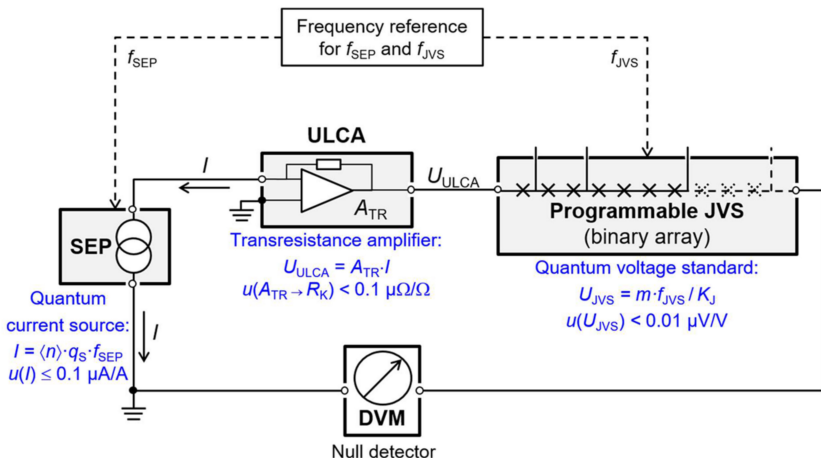 Frequency reference
for fSEP and fJVS
fSEP
fJVS
ULCA
I
UULCA
ATR
Programmable JVS
(binary array)
SEP
Transresistance amplifier:
UULCA = ATR·I
u(ATR→RK) < 0.1 μΩ/Ω
Quantum voltage standard:
UJVS = m·fJVS / KJ
u(UJVS) < 0.01 μV/V
Quantum
current source:
I = ⟨n⟩·qS·fSEP
u(I) ≤ 0.1 μA/A
I
DVM
Null detector